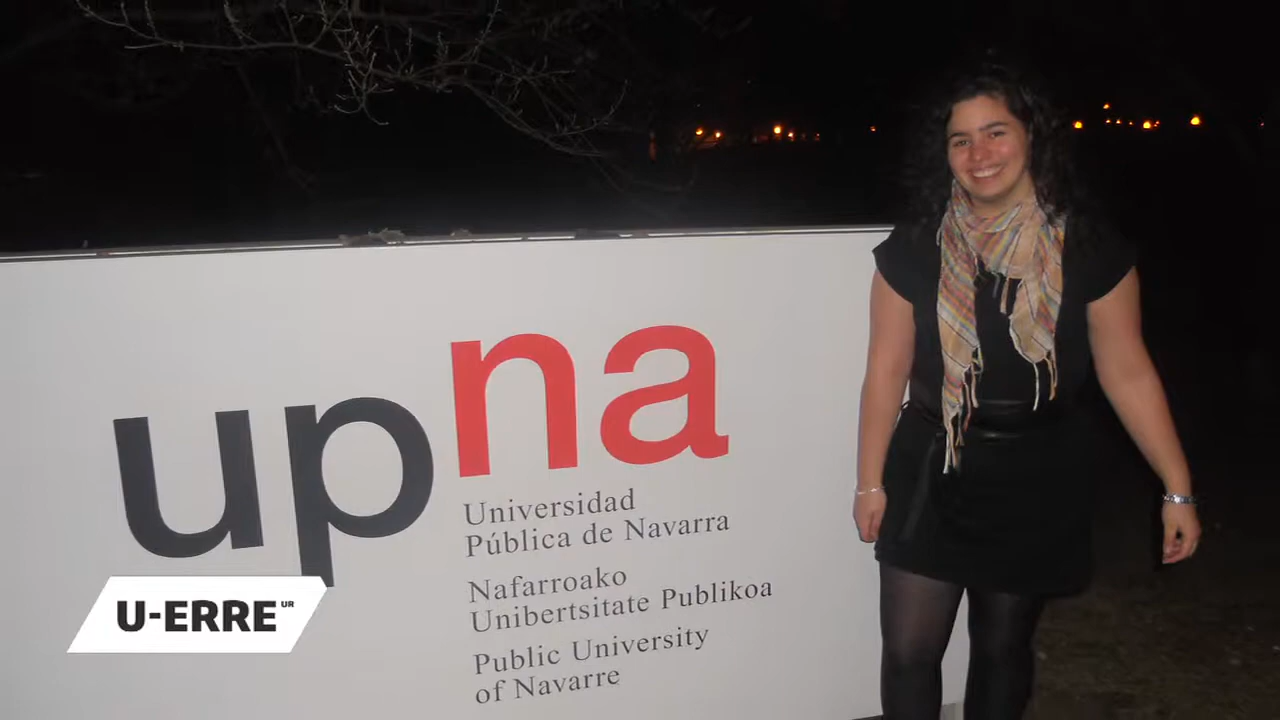 upna
Universidad
Pública de Navarra
Nafarroako
Unibertsitate Publikoa
Public University
of Navarre
U-ERRE UR